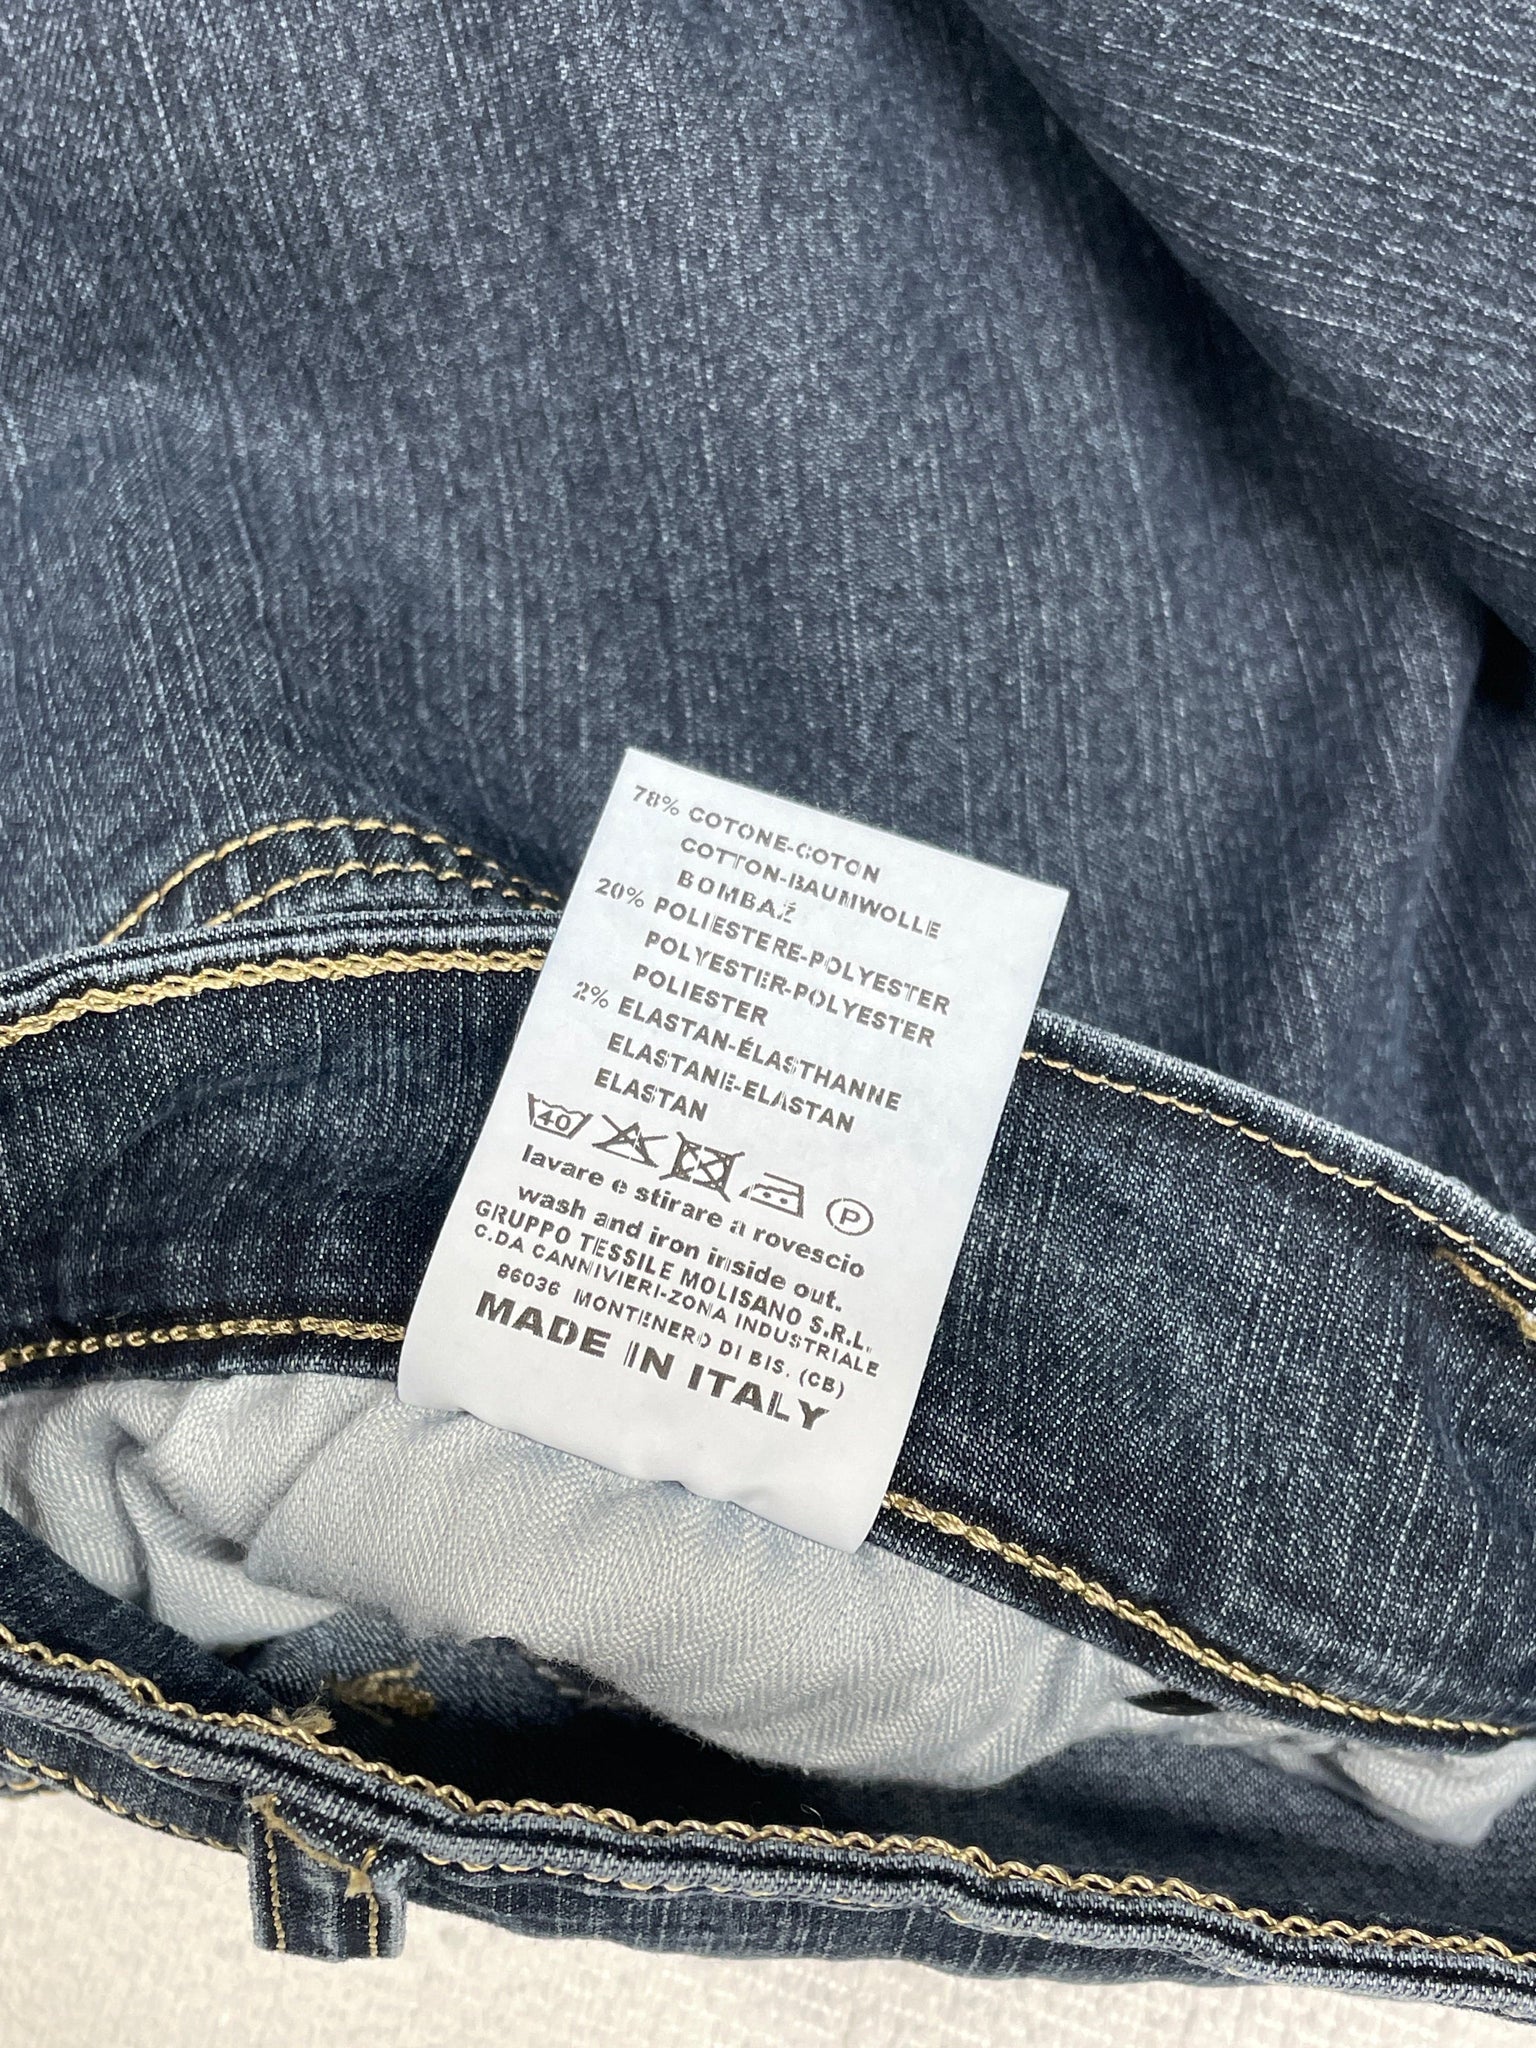 78% COTONE-COTON
COTTON-BAUMWOLLE
BOMBAŽ
20% POLIESTERE-POLYESTER
POLYESTER-POLYESTER
POLIESTER
2% ELASTAN-ÉLASTHANNE
ELASTANE-ELASTAN
ELASTAN
40 P
lavare e stirare a rovescio
wash and iron inside out.
GRUPPO TESSILE MOLISANO S.R.L.
C.DA CANNIVIERI-ZONA INDUSTRIALE
86036 MONTENERO DI BIS. (CB)
MADE IN ITALY